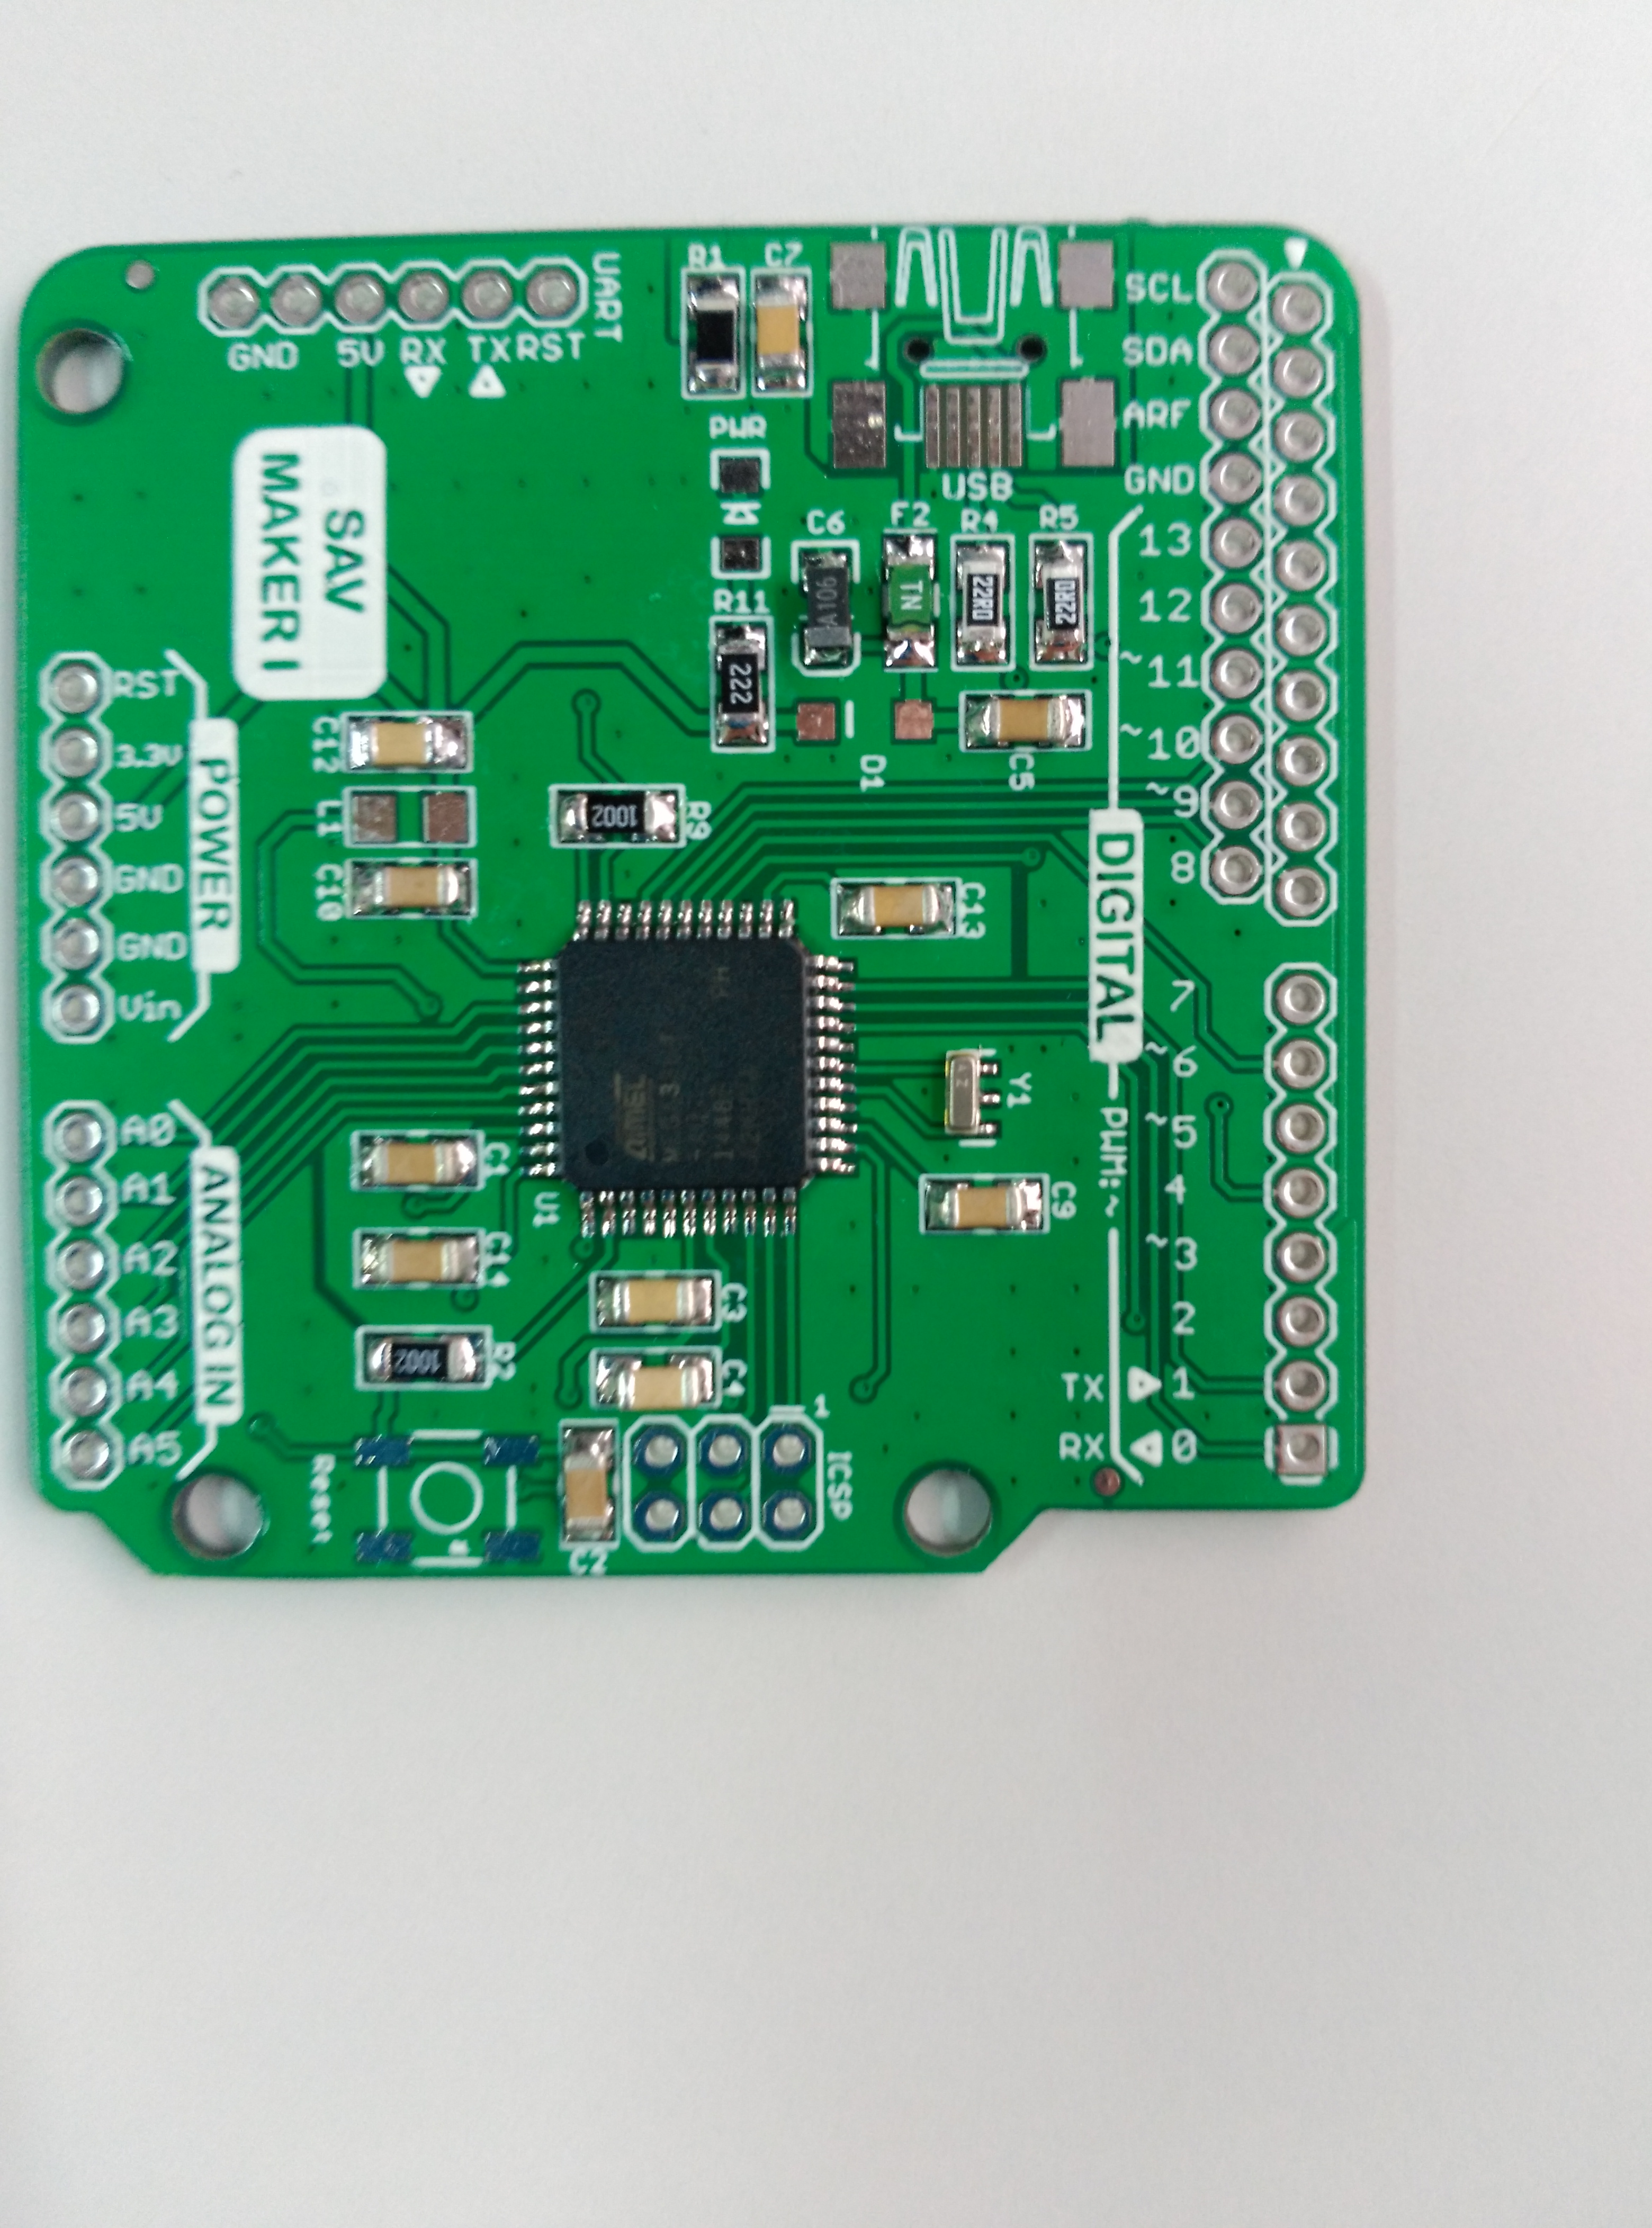 R1
C7
UART
GND 5V RX TX RST
SCL
SDA
ARF
GND
13
12
~11
~10
~9
8
PWR
USB
C6
F2
R4
R5
A106
TN
22R0
22R0
R11
222
SAV
MAKER I
RST
3.3V
5V
GND
GND
Vin
POWER
C12
L1
C10
D1
C5
1002
R9
C13
DIGITAL
7
~6
~5
4
~3
2
TX 1
RX 0
PWM:~
ATMEL
Y1
C9
U1
A0
A1
A2
A3
A4
A5
ANALOG IN
C1
C14
1002
R2
C3
C4
1
ICSP
Reset
C2